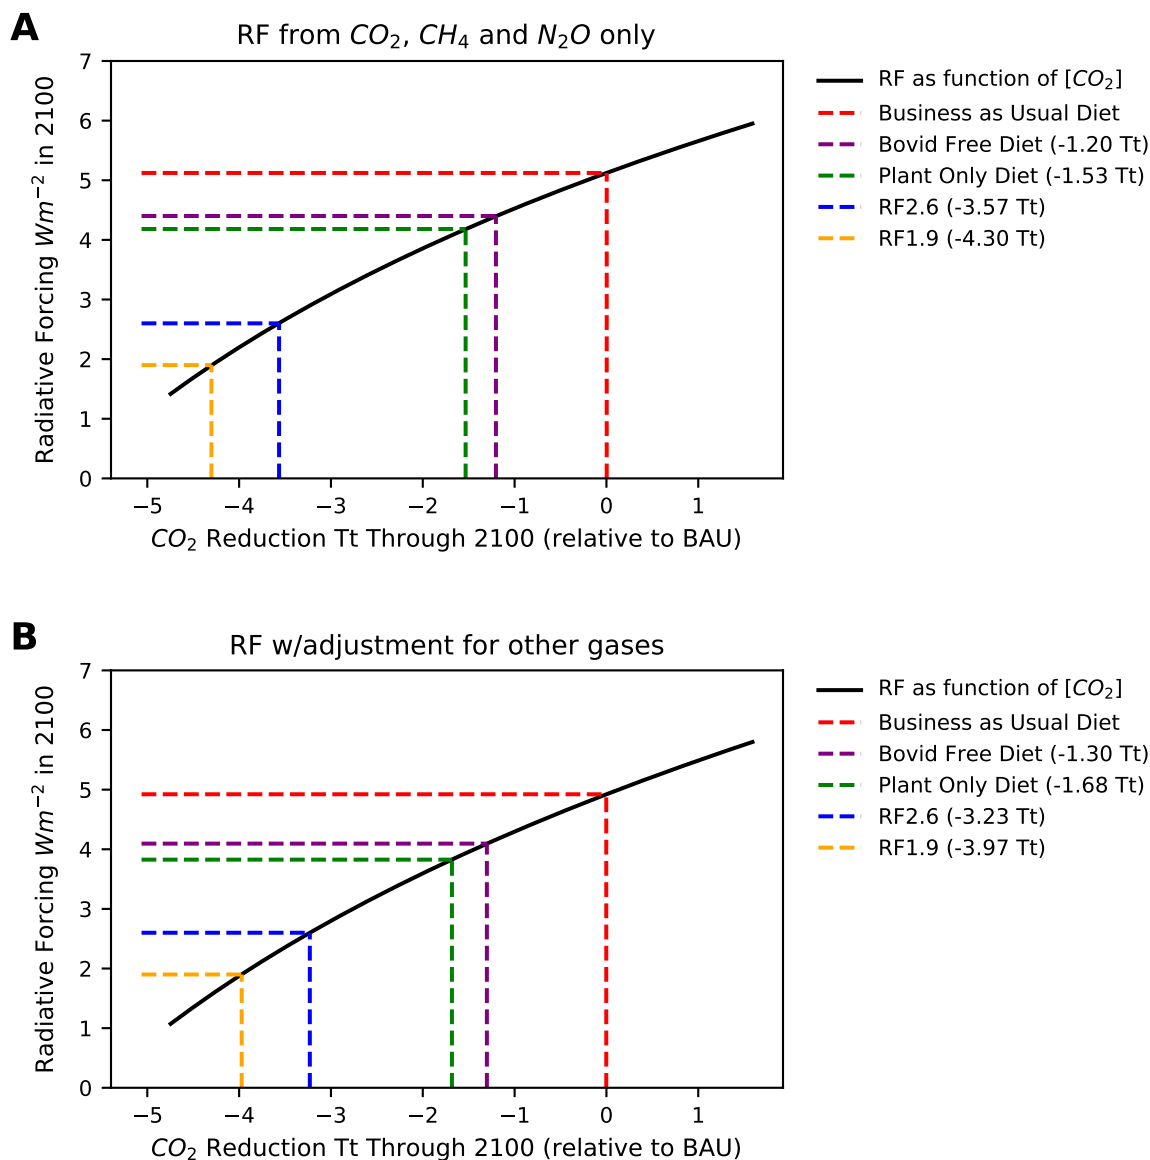 A
RF from CO₂, CH₄ and N₂O only
Radiative Forcing Wm⁻² in 2100
7
6
5
4
3
2
1
0
−5 −4 −3 −2 −1 0 1
CO₂ Reduction Tt Through 2100 (relative to BAU)
RF as function of [CO₂]
Business as Usual Diet
Bovid Free Diet (-1.20 Tt)
Plant Only Diet (-1.53 Tt)
RF2.6 (-3.57 Tt)
RF1.9 (-4.30 Tt)
B
RF w/adjustment for other gases
Radiative Forcing Wm⁻² in 2100
7
6
5
4
3
2
1
0
−5 −4 −3 −2 −1 0 1
CO₂ Reduction Tt Through 2100 (relative to BAU)
RF as function of [CO₂]
Business as Usual Diet
Bovid Free Diet (-1.30 Tt)
Plant Only Diet (-1.68 Tt)
RF2.6 (-3.23 Tt)
RF1.9 (-3.97 Tt)